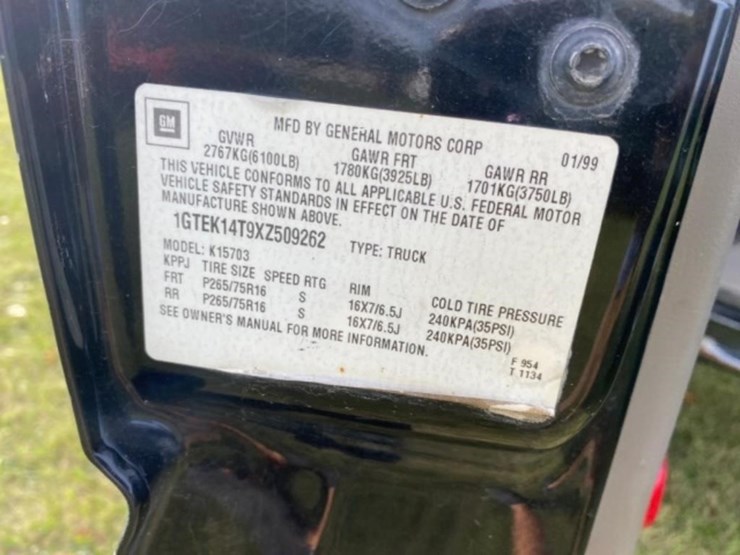 GM
MFD BY GENERAL MOTORS CORP 01/99
GVWR GAWR FRT GAWR RR
2767KG(6100LB) 1780KG(3925LB) 1701KG(3750LB)
THIS VEHICLE CONFORMS TO ALL APPLICABLE U.S. FEDERAL MOTOR
VEHICLE SAFETY STANDARDS IN EFFECT ON THE DATE OF
MANUFACTURE SHOWN ABOVE.
1GTEK14T9XZ509262 TYPE: TRUCK
MODEL: K15703
KPPJ TIRE SIZE SPEED RTG RIM COLD TIRE PRESSURE
FRT P265/75R16 S 16X7/6.5J 240KPA(35PSI)
RR P265/75R16 S 16X7/6.5J 240KPA(35PSI)
SEE OWNER'S MANUAL FOR MORE INFORMATION.
F 954
T 1134